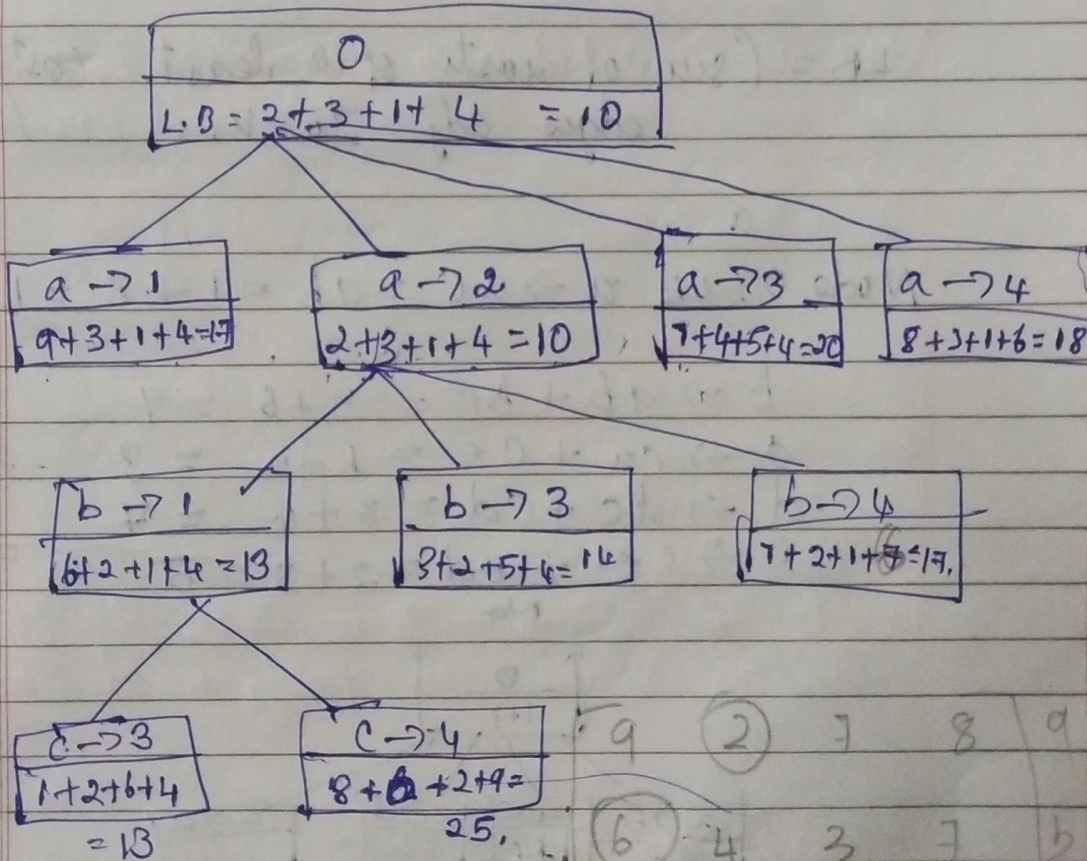 0
L.B = 2+3+1+4 = 10
a → 1
9+3+1+4=17
a → 2
2+3+1+4 = 10
a → 3
7+4+5+4=20
a → 4
8+3+1+6=18
b → 1
6+2+1+4 = 13
b → 3
3+2+5+4= 14
b → 4
7+2+1+7=17.
c → 3
1+2+6+4
= 13
c → 4
8+6+2+9=
25.
9 2 7 8 a
6 4 3 7 b